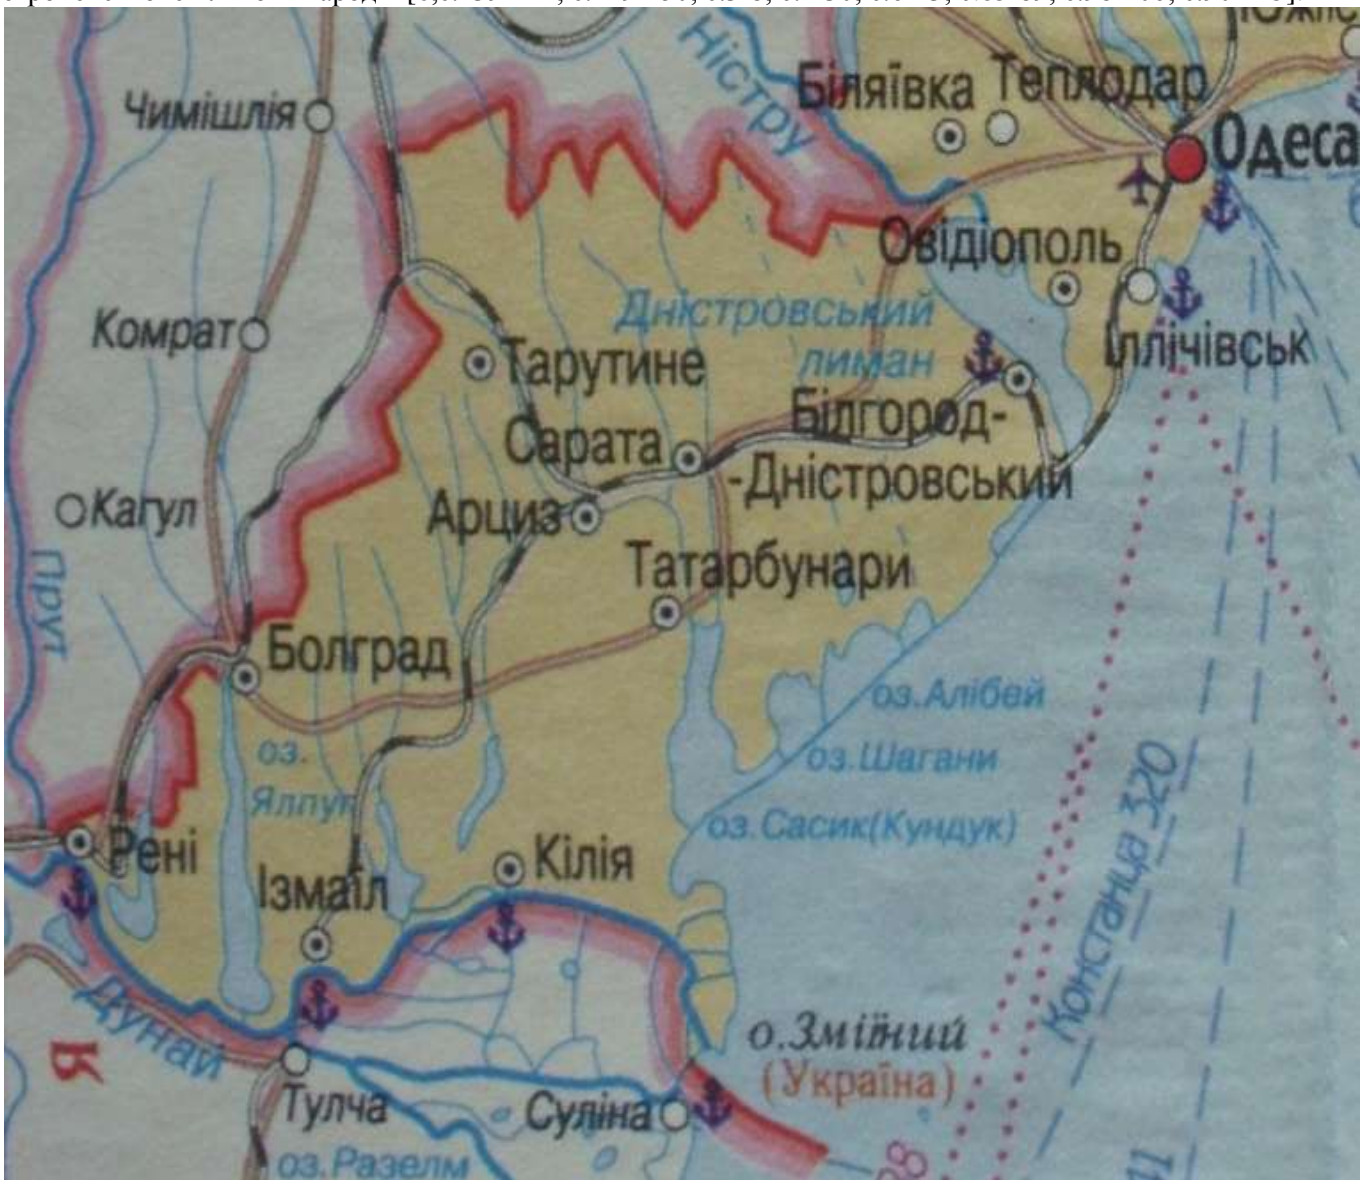 Ністру
Біляївка
Теплодар
Чимішлія
Одеса
Овідіополь
Дністровський
лиман
Комрат
Іллічівськ
Тарутине
Білгород-
-Дністровський
Сарата
Кагул
Арциз
Татарбунари
Прут
Болград
оз.Алібей
оз.
Ялпуг
оз.Шагани
оз.Сасик(Кундук)
Рені
Кілія
Ізмаїл
Констанца 320
Дунай
о.Зміїний
(Україна)
Тулча
Суліна
оз.Разелм